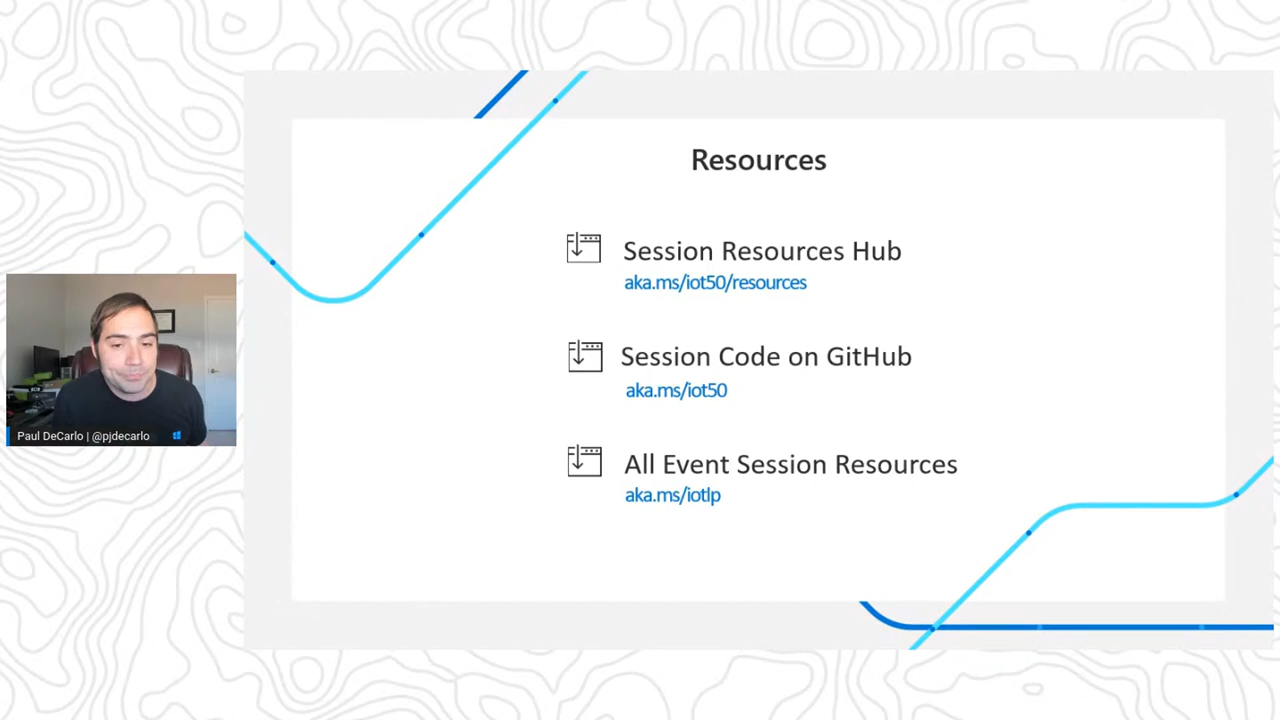 Resources
Session Resources Hub
aka.ms/iot50/resources
Session Code on GitHub
aka.ms/iot50
All Event Session Resources
aka.ms/iotlp
Paul DeCarlo | @pjdecarlo